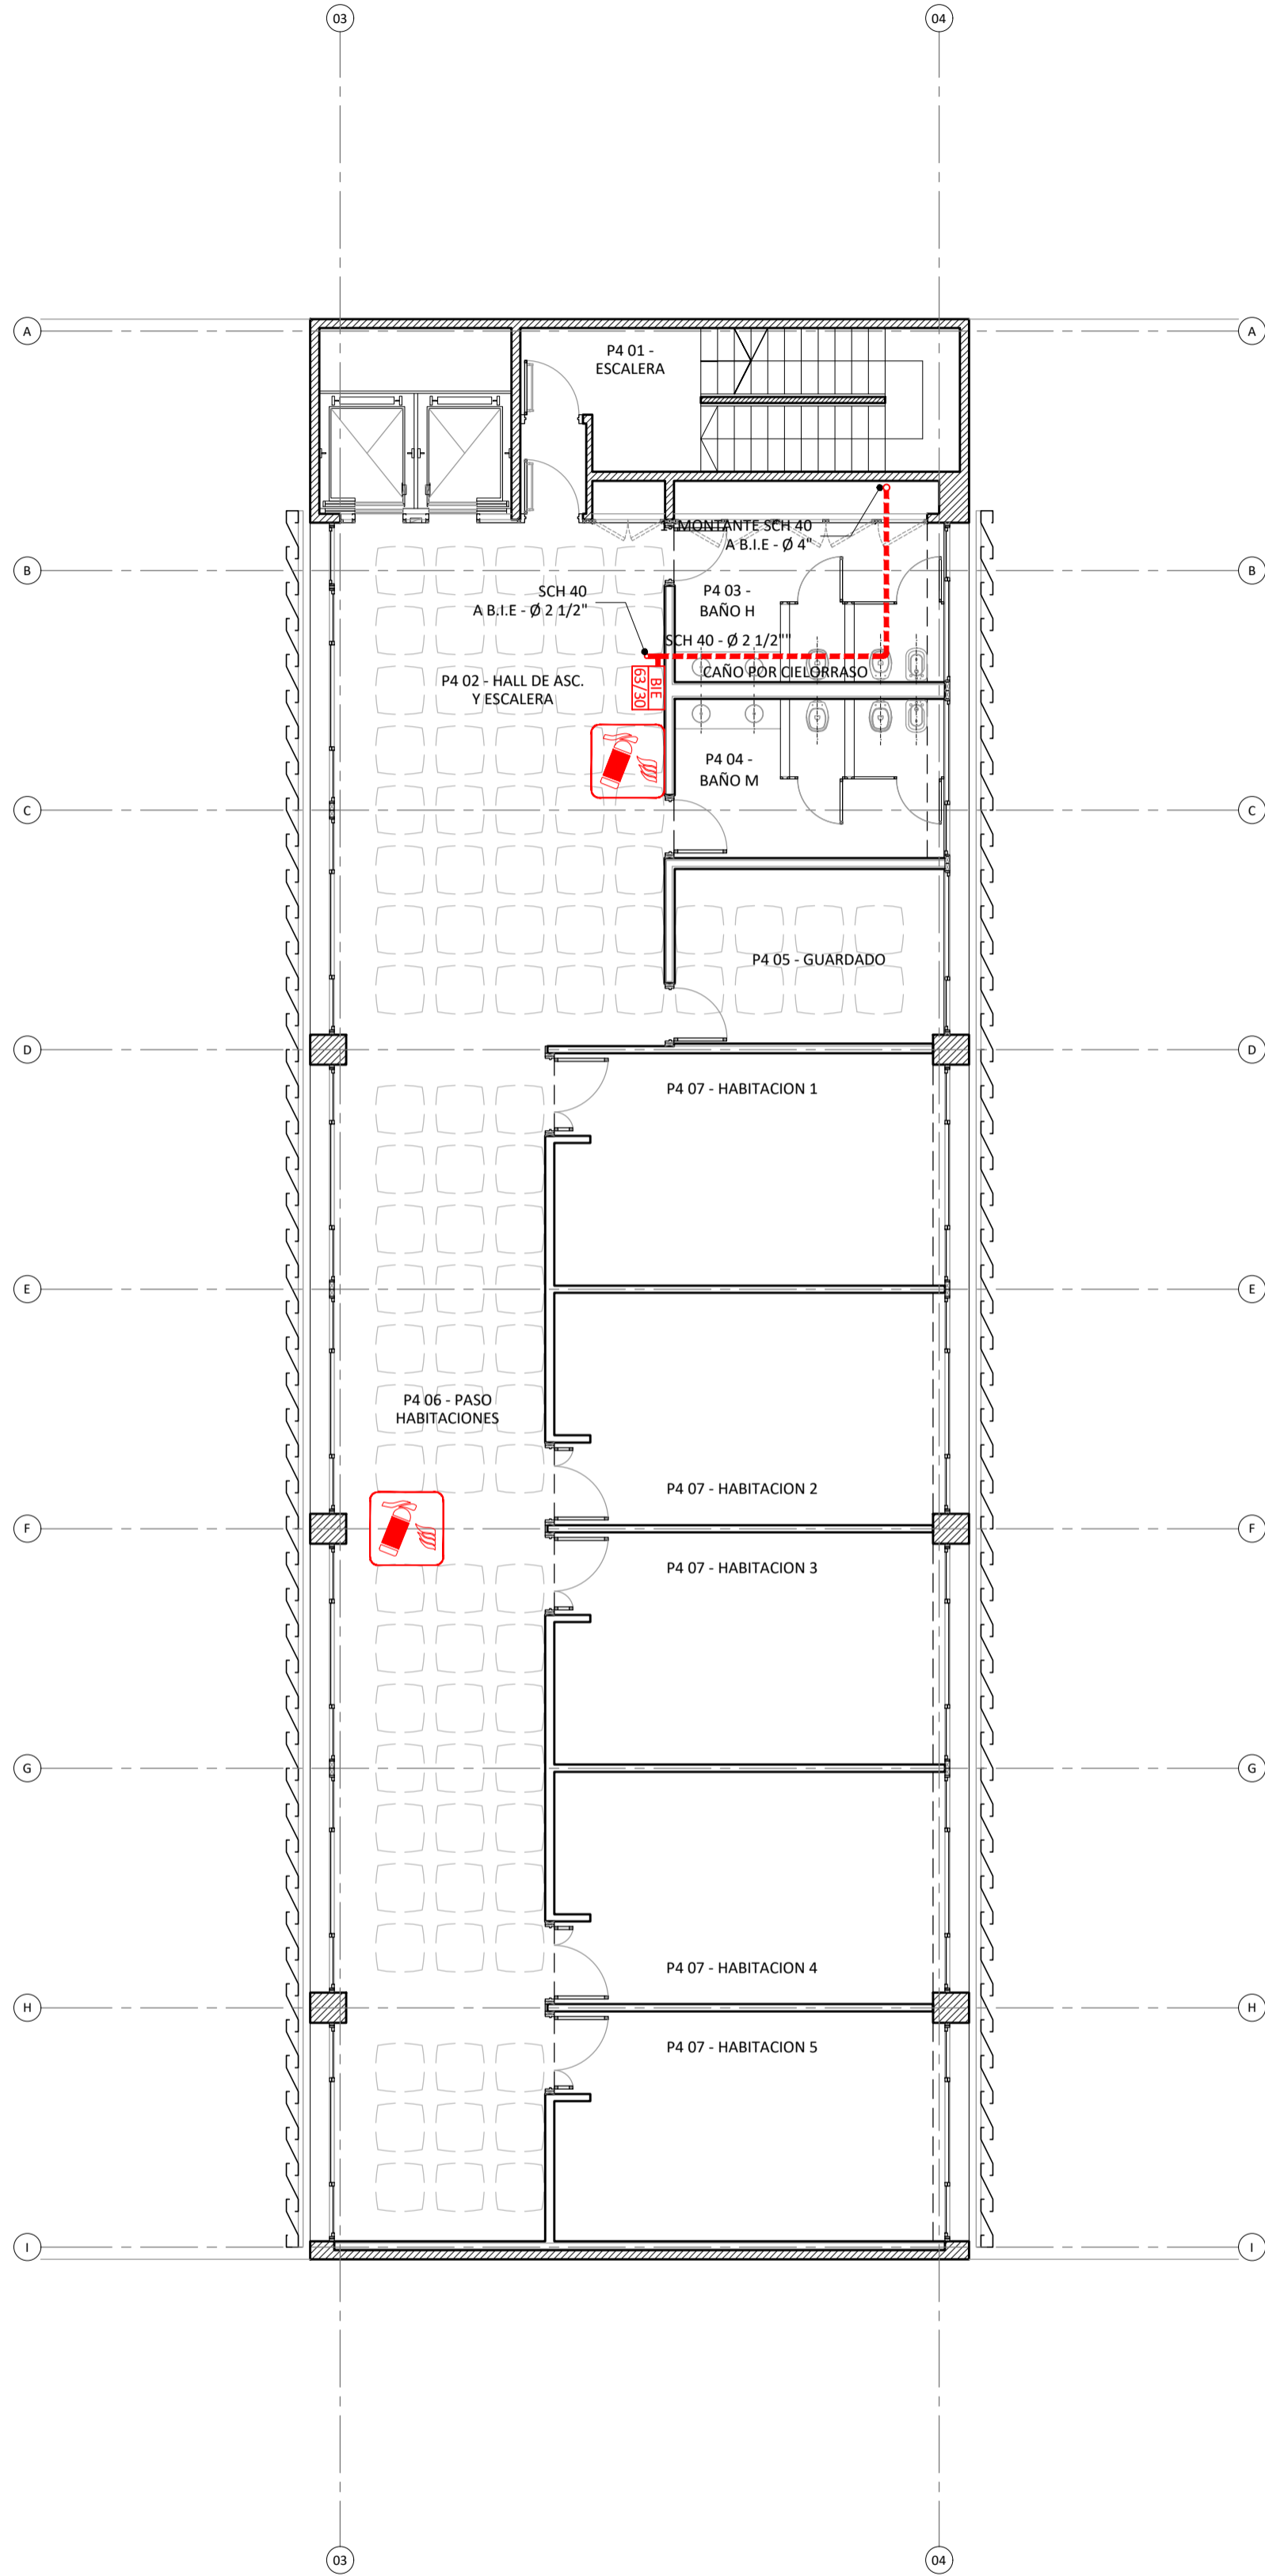 03
04
A
A
P4 01 -
ESCALERA
1 MONTANTE SCH 40
A B.I.E - Ø 4"
B
B
SCH 40
A B.I.E - Ø 2 1/2"
P4 03 -
BAÑO H
SCH 40 - Ø 2 1/2""
CAÑO POR CIELORRASO
P4 02 - HALL DE ASC.
Y ESCALERA
BIE
63/30
P4 04 -
BAÑO M
C
C
P4 05 - GUARDADO
D
D
P4 07 - HABITACION 1
E
E
P4 06 - PASO
HABITACIONES
P4 07 - HABITACION 2
F
F
P4 07 - HABITACION 3
G
G
P4 07 - HABITACION 4
H
H
P4 07 - HABITACION 5
I
I
03
04